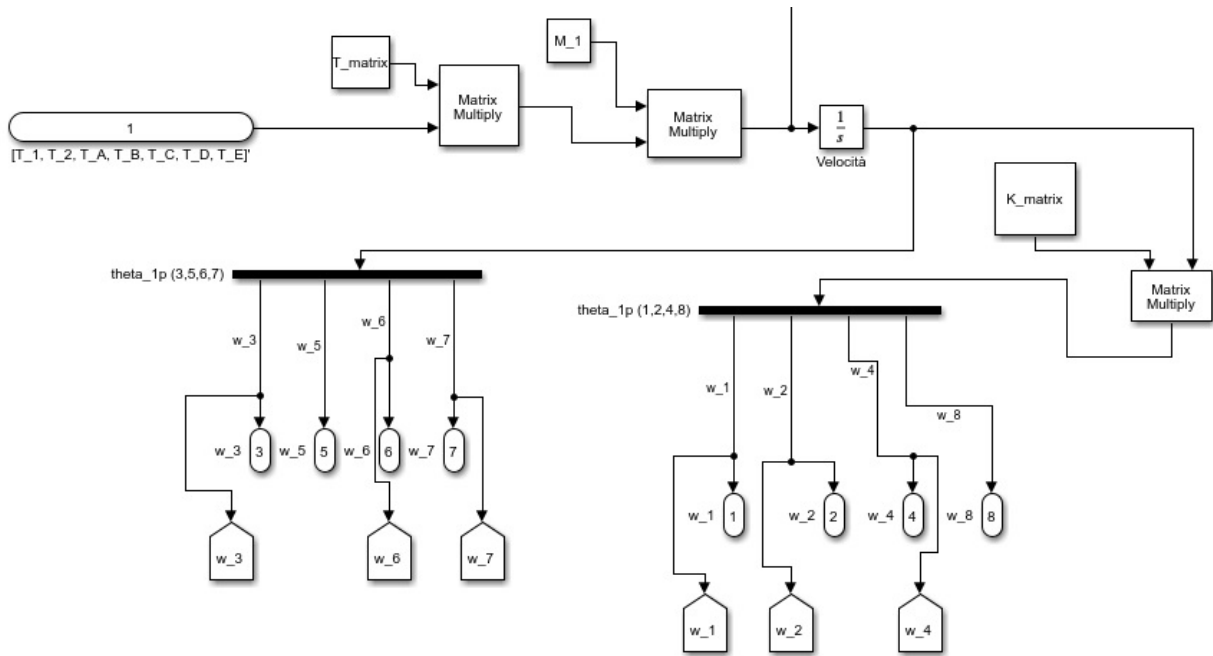 M_1
T_matrix
Matrix
Multiply
Matrix
Multiply
1
[T_1, T_2, T_A, T_B, T_C, T_D, T_E]'
1
s
Velocità
K_matrix
Matrix
Multiply
theta_1p (3,5,6,7)
theta_1p (1,2,4,8)
w_3
w_5
w_6
w_7
w_1
w_2
w_4
w_8
w_3
3
w_5
5
w_6
6
w_7
7
w_1
1
w_2
2
w_4
4
w_8
8
w_3
w_6
w_7
w_1
w_2
w_4